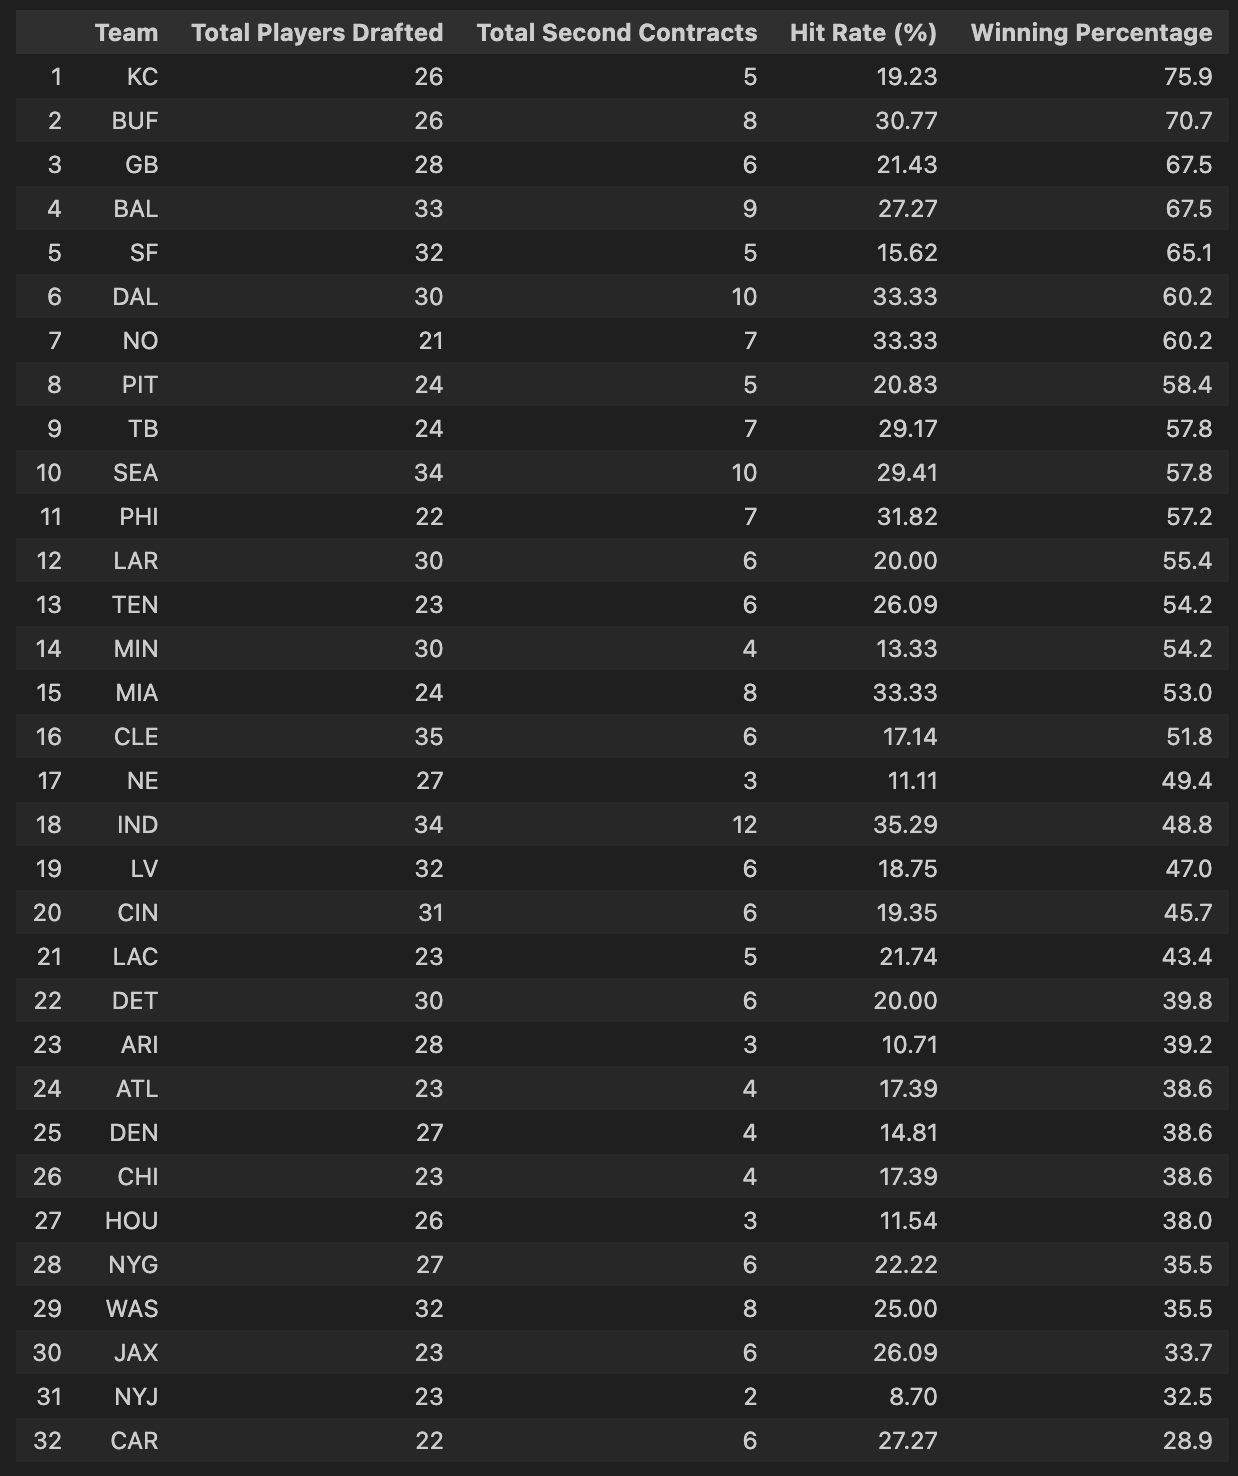 Team Total Players Drafted Total Second Contracts Hit Rate (%) Winning Percentage
1 KC 26 5 19.23 75.9
2 BUF 26 8 30.77 70.7
3 GB 28 6 21.43 67.5
4 BAL 33 9 27.27 67.5
5 SF 32 5 15.62 65.1
6 DAL 30 10 33.33 60.2
7 NO 21 7 33.33 60.2
8 PIT 24 5 20.83 58.4
9 TB 24 7 29.17 57.8
10 SEA 34 10 29.41 57.8
11 PHI 22 7 31.82 57.2
12 LAR 30 6 20.00 55.4
13 TEN 23 6 26.09 54.2
14 MIN 30 4 13.33 54.2
15 MIA 24 8 33.33 53.0
16 CLE 35 6 17.14 51.8
17 NE 27 3 11.11 49.4
18 IND 34 12 35.29 48.8
19 LV 32 6 18.75 47.0
20 CIN 31 6 19.35 45.7
21 LAC 23 5 21.74 43.4
22 DET 30 6 20.00 39.8
23 ARI 28 3 10.71 39.2
24 ATL 23 4 17.39 38.6
25 DEN 27 4 14.81 38.6
26 CHI 23 4 17.39 38.6
27 HOU 26 3 11.54 38.0
28 NYG 27 6 22.22 35.5
29 WAS 32 8 25.00 35.5
30 JAX 23 6 26.09 33.7
31 NYJ 23 2 8.70 32.5
32 CAR 22 6 27.27 28.9